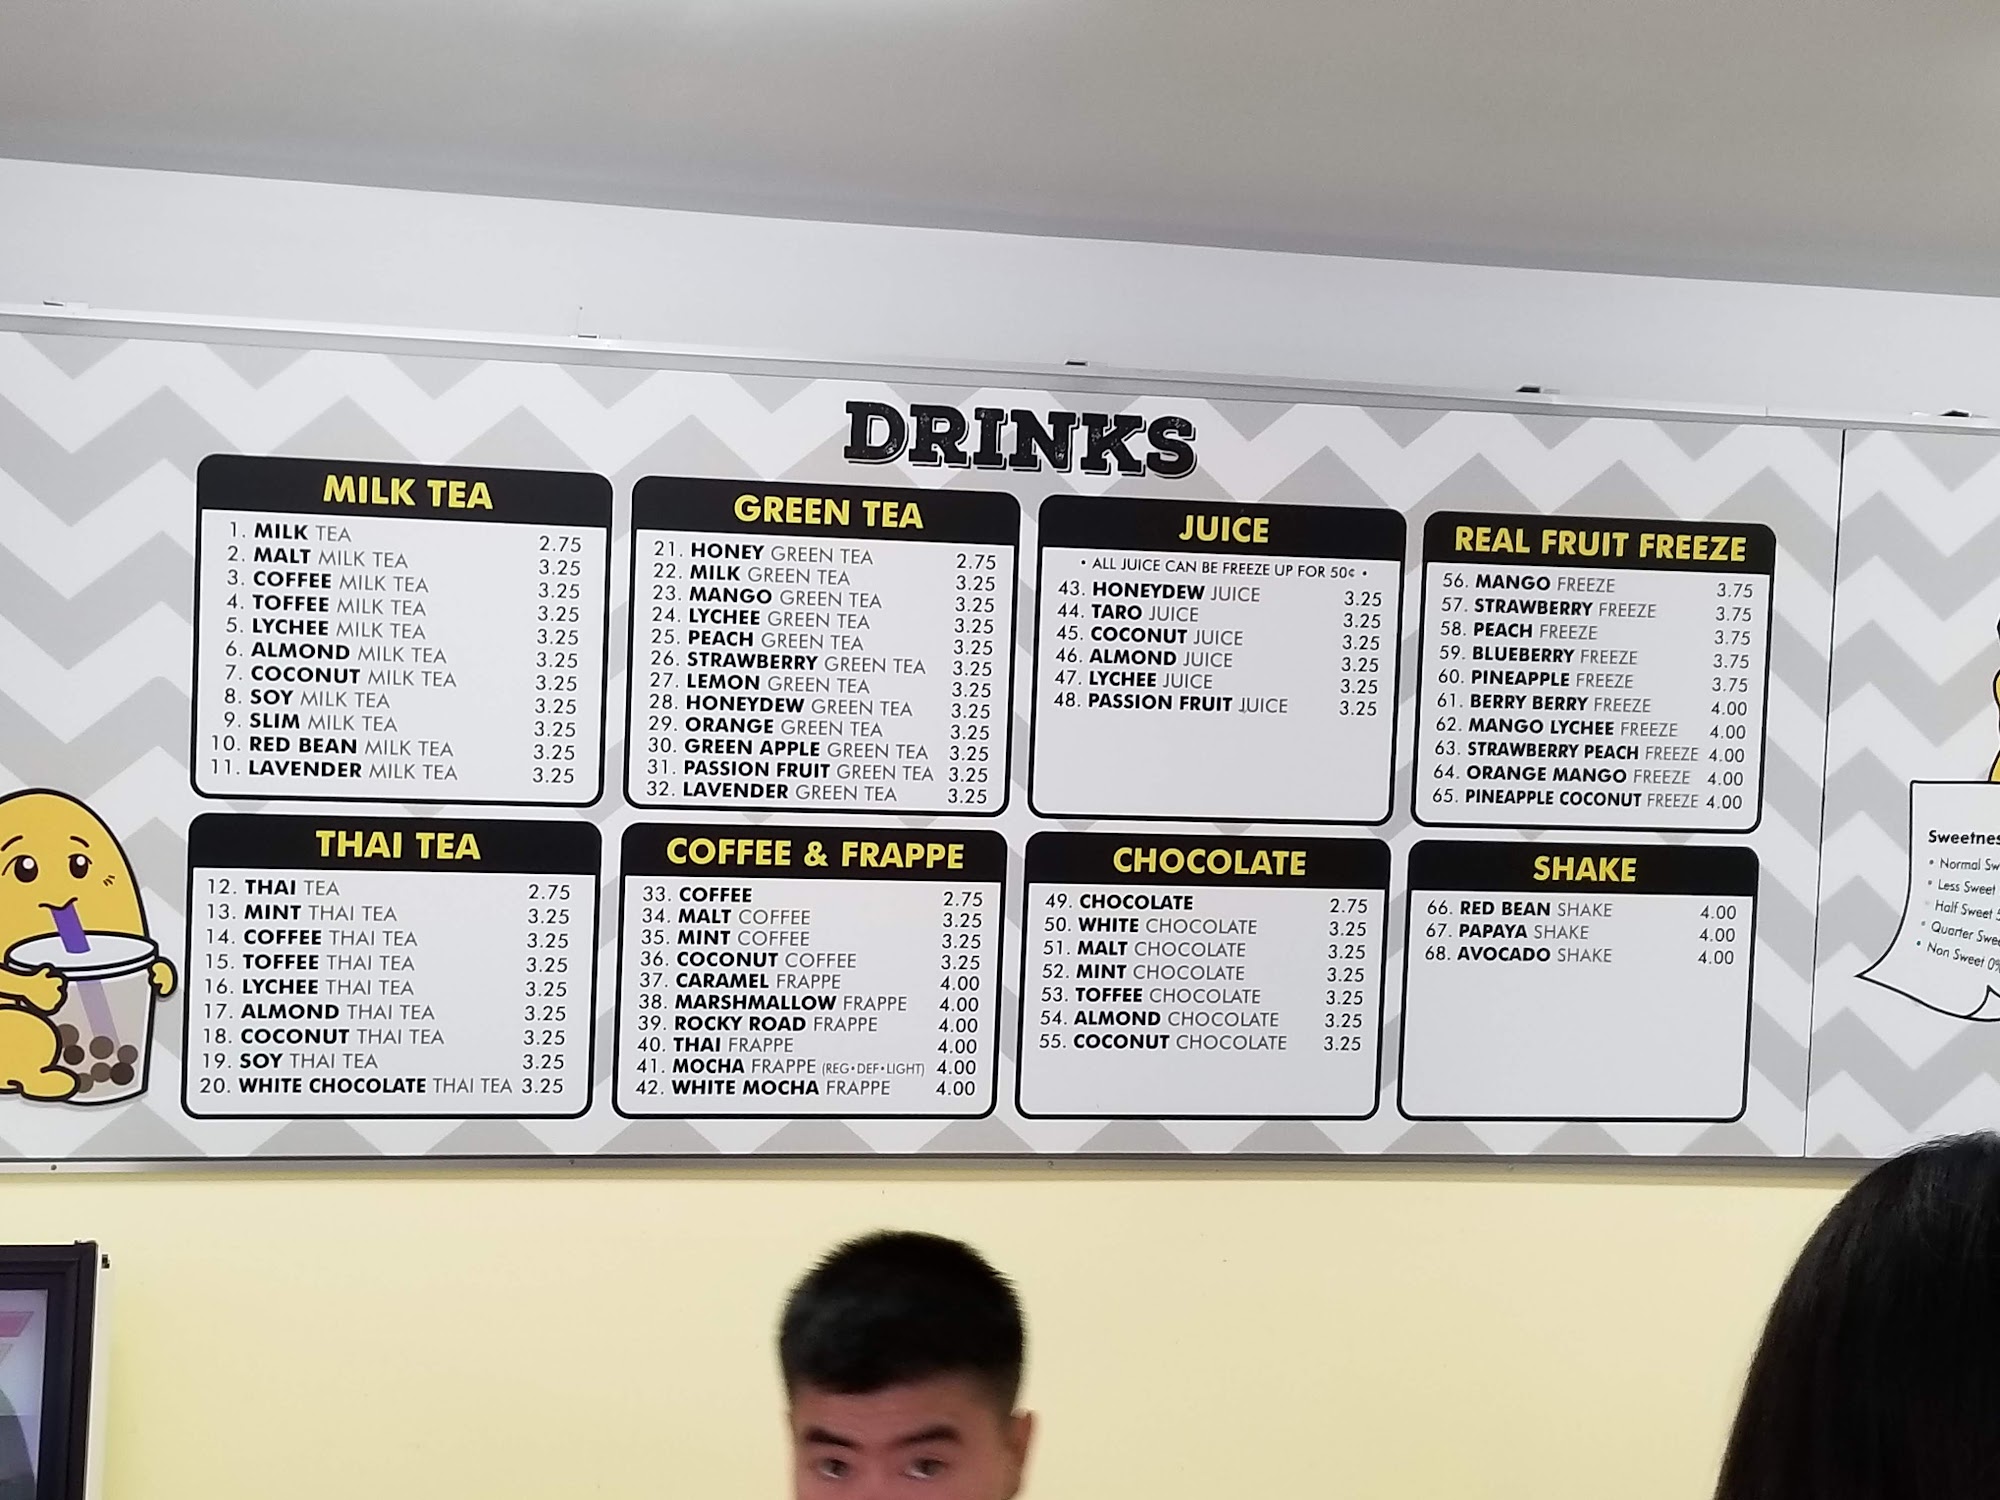 DRINKS
MILK TEA
1. MILK TEA 2.75
2. MALT MILK TEA 3.25
3. COFFEE MILK TEA 3.25
4. TOFFEE MILK TEA 3.25
5. LYCHEE MILK TEA 3.25
6. ALMOND MILK TEA 3.25
7. COCONUT MILK TEA 3.25
8. SOY MILK TEA 3.25
9. SLIM MILK TEA 3.25
10. RED BEAN MILK TEA 3.25
11. LAVENDER MILK TEA 3.25
GREEN TEA
21. HONEY GREEN TEA 2.75
22. MILK GREEN TEA 3.25
23. MANGO GREEN TEA 3.25
24. LYCHEE GREEN TEA 3.25
25. PEACH GREEN TEA 3.25
26. STRAWBERRY GREEN TEA 3.25
27. LEMON GREEN TEA 3.25
28. HONEYDEW GREEN TEA 3.25
29. ORANGE GREEN TEA 3.25
30. GREEN APPLE GREEN TEA 3.25
31. PASSION FRUIT GREEN TEA 3.25
32. LAVENDER GREEN TEA 3.25
JUICE
• ALL JUICE CAN BE FREEZE UP FOR 50¢ •
43. HONEYDEW JUICE 3.25
44. TARO JUICE 3.25
45. COCONUT JUICE 3.25
46. ALMOND JUICE 3.25
47. LYCHEE JUICE 3.25
48. PASSION FRUIT JUICE 3.25
REAL FRUIT FREEZE
56. MANGO FREEZE 3.75
57. STRAWBERRY FREEZE 3.75
58. PEACH FREEZE 3.75
59. BLUEBERRY FREEZE 3.75
60. PINEAPPLE FREEZE 3.75
61. BERRY BERRY FREEZE 4.00
62. MANGO LYCHEE FREEZE 4.00
63. STRAWBERRY PEACH FREEZE 4.00
64. ORANGE MANGO FREEZE 4.00
65. PINEAPPLE COCONUT FREEZE 4.00
THAI TEA
12. THAI TEA 2.75
13. MINT THAI TEA 3.25
14. COFFEE THAI TEA 3.25
15. TOFFEE THAI TEA 3.25
16. LYCHEE THAI TEA 3.25
17. ALMOND THAI TEA 3.25
18. COCONUT THAI TEA 3.25
19. SOY THAI TEA 3.25
20. WHITE CHOCOLATE THAI TEA 3.25
COFFEE & FRAPPE
33. COFFEE 2.75
34. MALT COFFEE 3.25
35. MINT COFFEE 3.25
36. COCONUT COFFEE 3.25
37. CARAMEL FRAPPE 4.00
38. MARSHMALLOW FRAPPE 4.00
39. ROCKY ROAD FRAPPE 4.00
40. THAI FRAPPE 4.00
41. MOCHA FRAPPE (REG•DEF•LIGHT) 4.00
42. WHITE MOCHA FRAPPE 4.00
CHOCOLATE
49. CHOCOLATE 2.75
50. WHITE CHOCOLATE 3.25
51. MALT CHOCOLATE 3.25
52. MINT CHOCOLATE 3.25
53. TOFFEE CHOCOLATE 3.25
54. ALMOND CHOCOLATE 3.25
55. COCONUT CHOCOLATE 3.25
SHAKE
66. RED BEAN SHAKE 4.00
67. PAPAYA SHAKE 4.00
68. AVOCADO SHAKE 4.00
Sweetnes
• Normal Sw
• Less Sweet
• Half Sweet
• Quarter Swe
• Non Sweet 0%